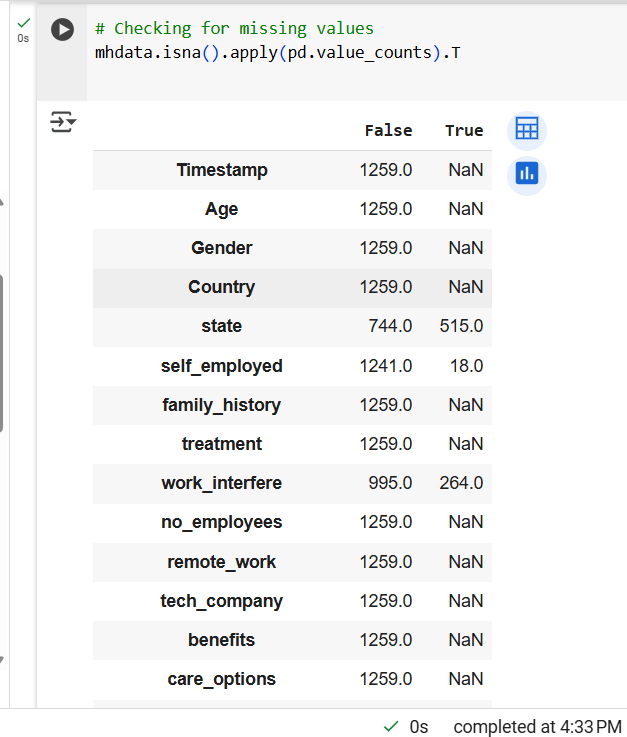 # Checking for missing values
0s
mhdata.isna().apply(pd.value_counts).T
False True
Timestamp 1259.0 NaN
Age 1259.0 NaN
Gender 1259.0 NaN
Country 1259.0 NaN
state 744.0 515.0
self_employed 1241.0 18.0
family_history 1259.0 NaN
treatment 1259.0 NaN
work_interfere 995.0 264.0
no_employees 1259.0 NaN
remote_work 1259.0 NaN
tech_company 1259.0 NaN
benefits 1259.0 NaN
care_options 1259.0 NaN
0s completed at 4:33 PM